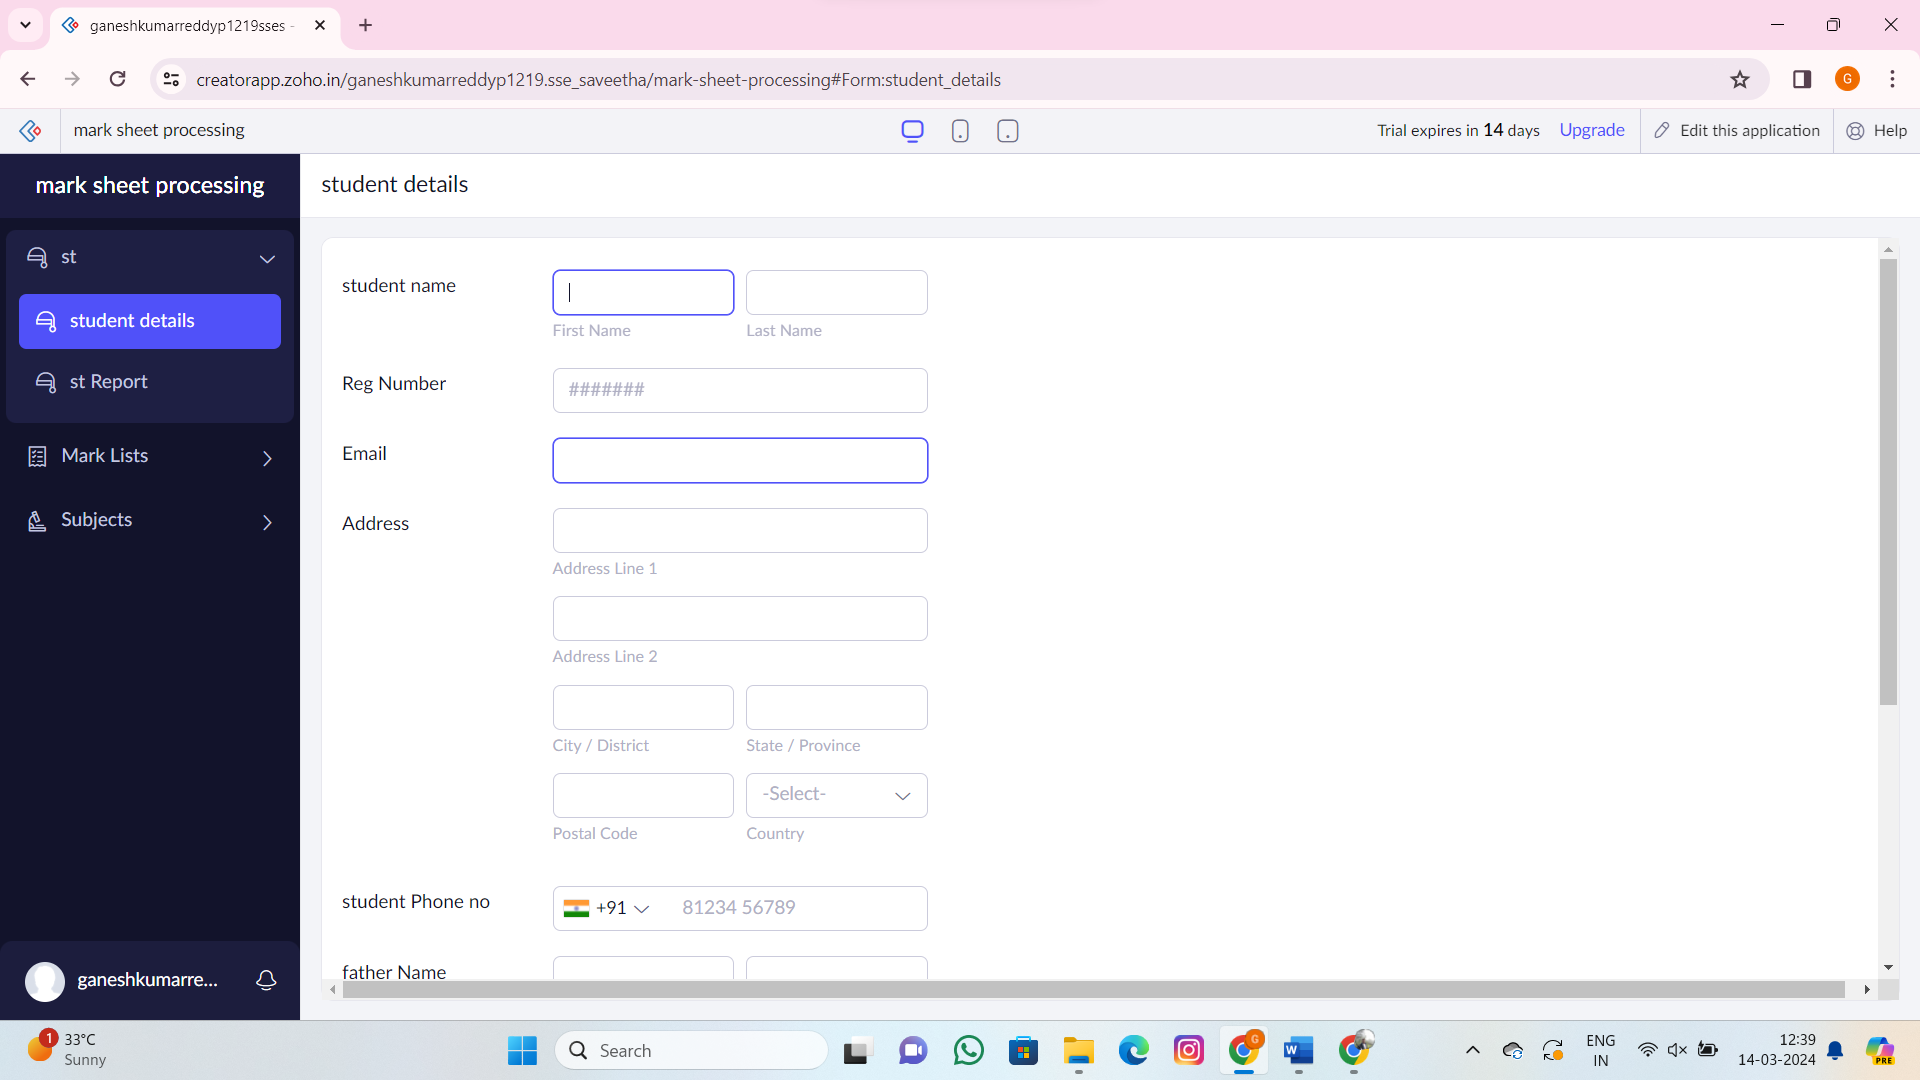 ganeshkumarreddyp1219sses -
creatorapp.zoho.in/ganeshkumarreddyp1219.sse_saveetha/mark-sheet-processing#Form:student_details
G
mark sheet processing
Trial expires in 14 days
Upgrade
Edit this application
Help
mark sheet processing
st
student details
st Report
Mark Lists
Subjects
ganeshkumarre...
student details
student name
First Name
Last Name
Reg Number
#######
Email
Address
Address Line 1
Address Line 2
City / District
State / Province
Postal Code
-Select-
Country
student Phone no
+91
81234 56789
father Name
1
33°C
Sunny
Search
G
W
ENG
IN
12:39
14-03-2024
PRE